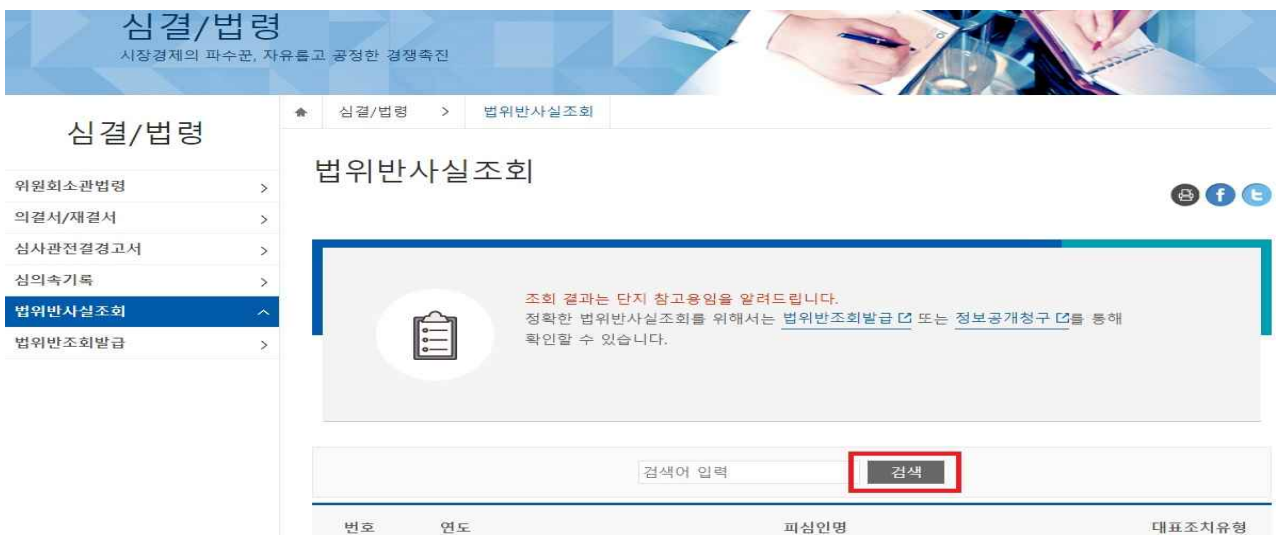 심결/법령
시장경제의 파수꾼, 자유롭고 공정한 경쟁촉진
심결/법령 > 법위반사실조회
심결/법령
위원회소관법령 >
의결서/재결서 >
심사관전결경고서 >
심의속기록 >
법위반사실조회
법위반조회발급 >
법위반사실조회
조회 결과는 단지 참고용임을 알려드립니다.
정확한 법위반사실조회를 위해서는 법위반조회발급 또는 정보공개청구를 통해
확인할 수 있습니다.
검색어 입력 검색
번호 연도 피심인명 대표조치유형